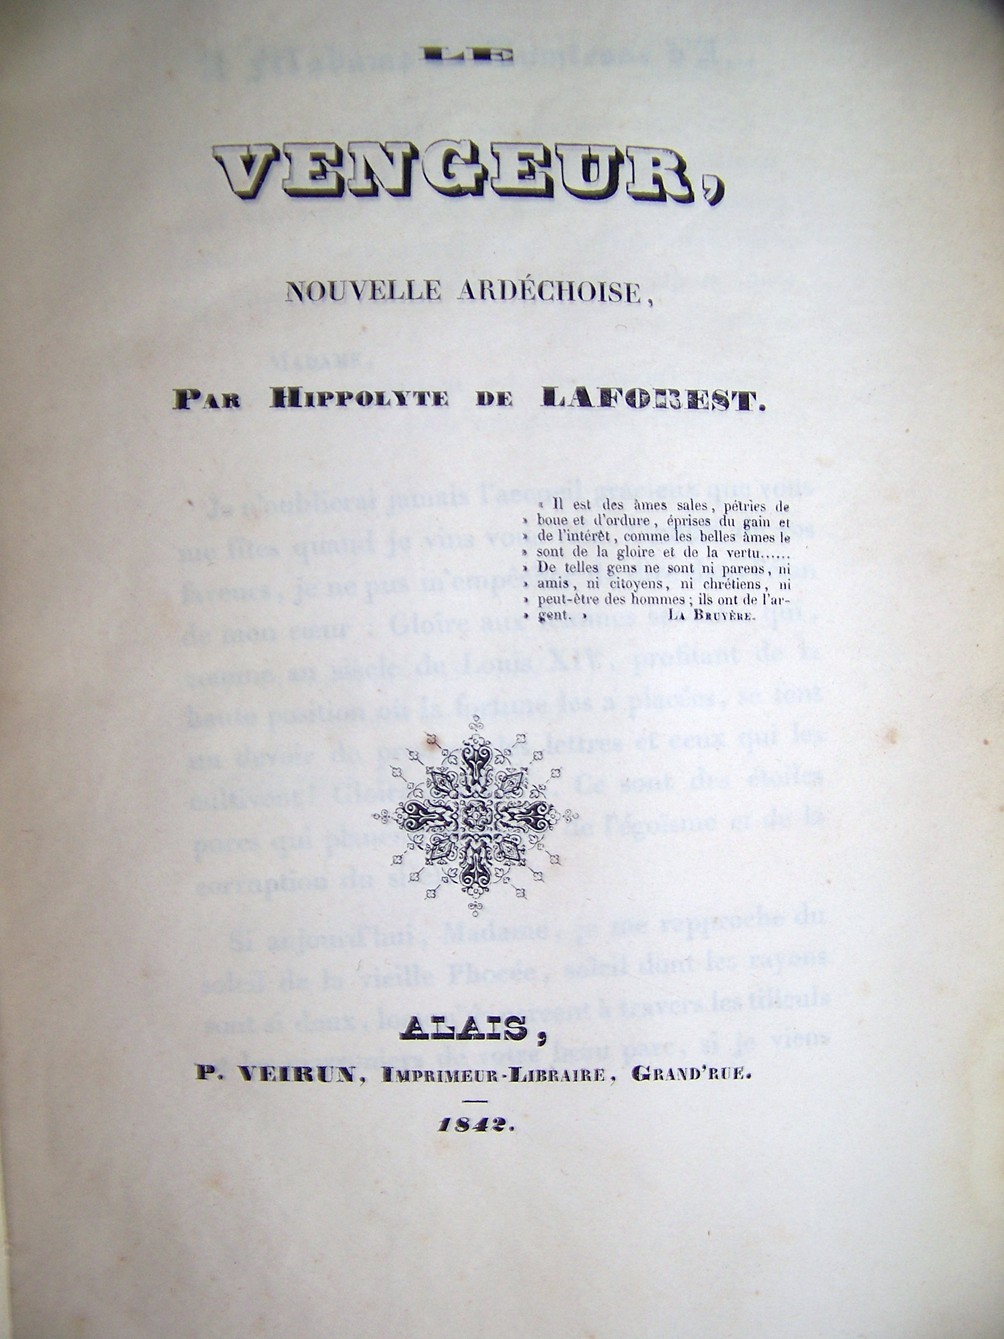 LE
VENGEUR,
NOUVELLE ARDÉCHOISE,
PAR HIPPOLYTE DE LAFOREST.
« Il est des âmes sales, pétries de
» boue et d'ordure, éprises du gain et
» de l'intérêt, comme les belles âmes le
» sont de la gloire et de la vertu......
» De telles gens ne sont ni parens, ni
» amis, ni citoyens, ni chrétiens, ni
» peut-être des hommes; ils ont de l'ar-
» gent. » LA BRUYÈRE.
ALAIS,
P. VEIRUN, IMPRIMEUR-LIBRAIRE, GRAND'RUE.
1842.